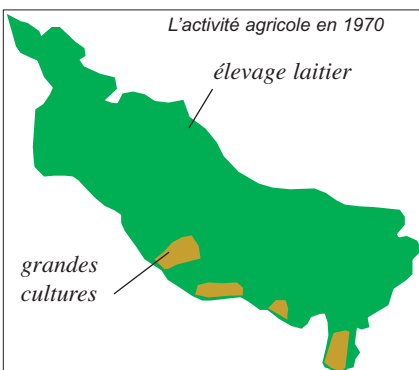 L'activité agricole en 1970
élevage laitier
grandes
cultures